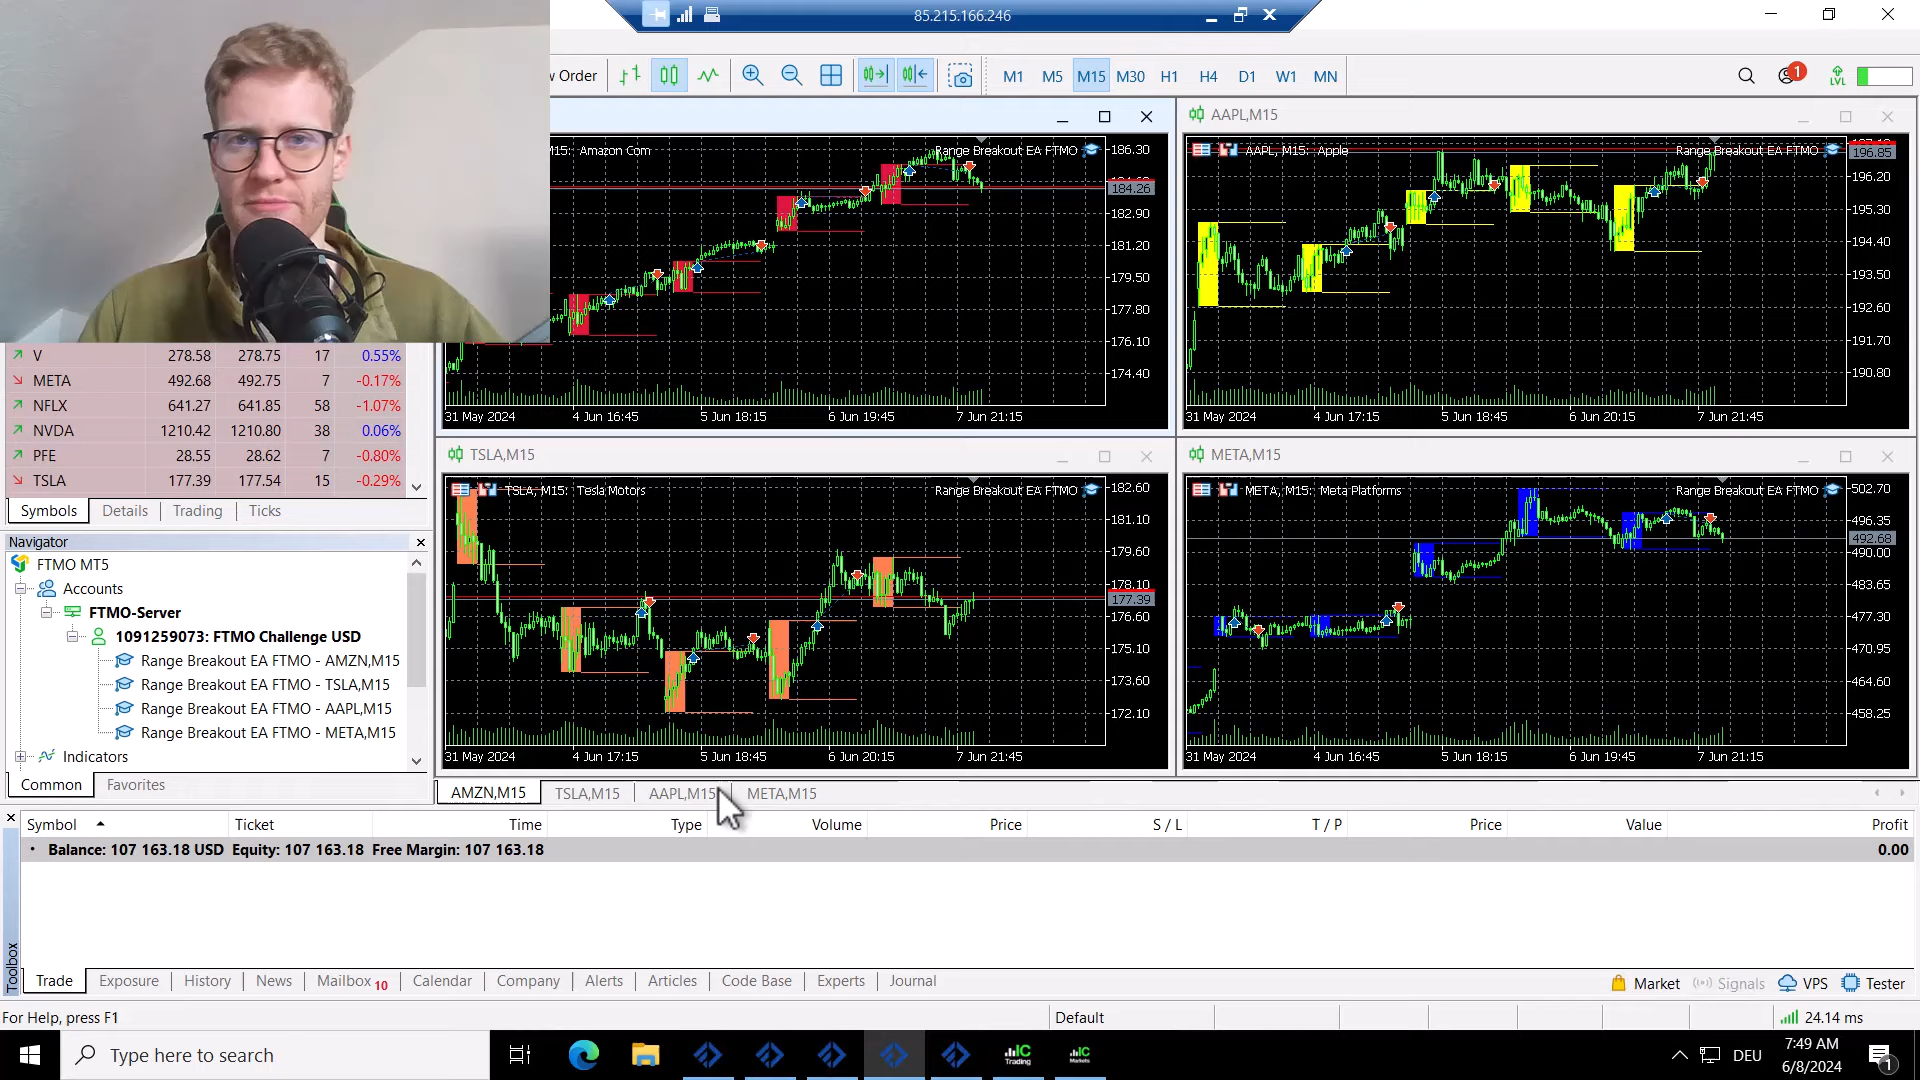 85.215.166.246
w Order
M1 M5 M15 M30 H1 H4 D1 W1 MN
1
LVL
M15: Amazon Com
Range Breakout EA FTMO
186.30
184.26
182.90
181.20
179.50
177.80
176.10
174.40
31 May 2024 4 Jun 16:45 5 Jun 18:15 6 Jun 19:45 7 Jun 21:15
AAPL,M15
AAPL, M15: Apple
Range Breakout EA FTMO
196.85
196.20
195.30
194.40
193.50
192.60
191.70
190.80
31 May 2024 4 Jun 17:15 5 Jun 18:45 6 Jun 20:15 7 Jun 21:45
V 278.58 278.75 17 0.55%
META 492.68 492.75 7 -0.17%
NFLX 641.27 641.85 58 -1.07%
NVDA 1210.42 1210.80 38 0.06%
PFE 28.55 28.62 7 -0.80%
TSLA 177.39 177.54 15 -0.29%
Symbols Details Trading Ticks
Navigator
FTMO MT5
Accounts
FTMO-Server
1091259073: FTMO Challenge USD
Range Breakout EA FTMO - AMZN,M15
Range Breakout EA FTMO - TSLA,M15
Range Breakout EA FTMO - AAPL,M15
Range Breakout EA FTMO - META,M15
Indicators
Common Favorites
TSLA,M15
TSLA, M15: Tesla Motors
Range Breakout EA FTMO
182.60
181.10
179.60
178.10
177.39
176.60
175.10
173.60
172.10
31 May 2024 4 Jun 17:15 5 Jun 18:45 6 Jun 20:15 7 Jun 21:45
META,M15
META, M15: Meta Platforms
Range Breakout EA FTMO
502.70
496.35
492.68
490.00
483.65
477.30
470.95
464.60
458.25
31 May 2024 4 Jun 16:45 5 Jun 18:15 6 Jun 19:45 7 Jun 21:15
AMZN,M15 TSLA,M15 AAPL,M15 META,M15
Symbol Ticket Time Type Volume Price S / L T / P Price Value Profit
Balance: 107 163.18 USD Equity: 107 163.18 Free Margin: 107 163.18 0.00
Toolbox
Trade Exposure History News Mailbox 10 Calendar Company Alerts Articles Code Base Experts Journal
Market Signals VPS Tester
For Help, press F1
Default
24.14 ms
Type here to search
IC Trading
IC Markets
DEU
7:49 AM
6/8/2024
1